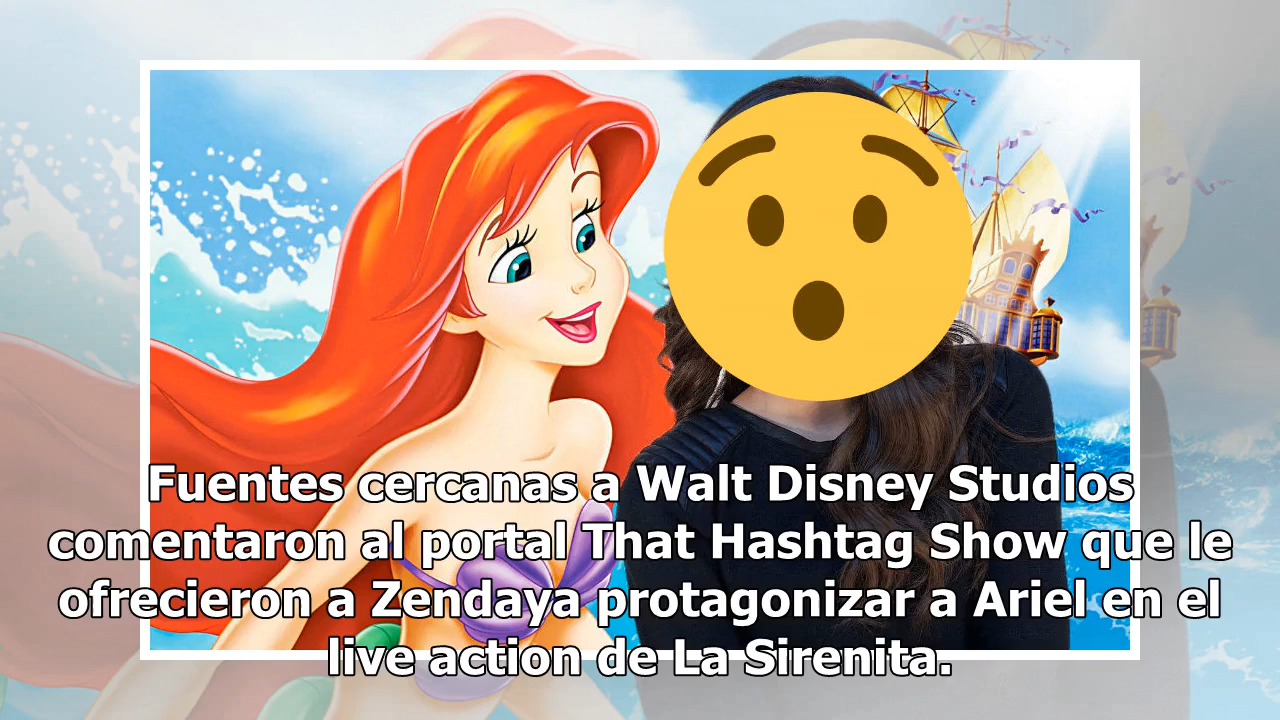 Fuentes cercanas a Walt Disney Studios
comentaron al portal That Hashtag Show que le
ofrecieron a Zendaya protagonizar a Ariel en el
live action de La Sirenita.